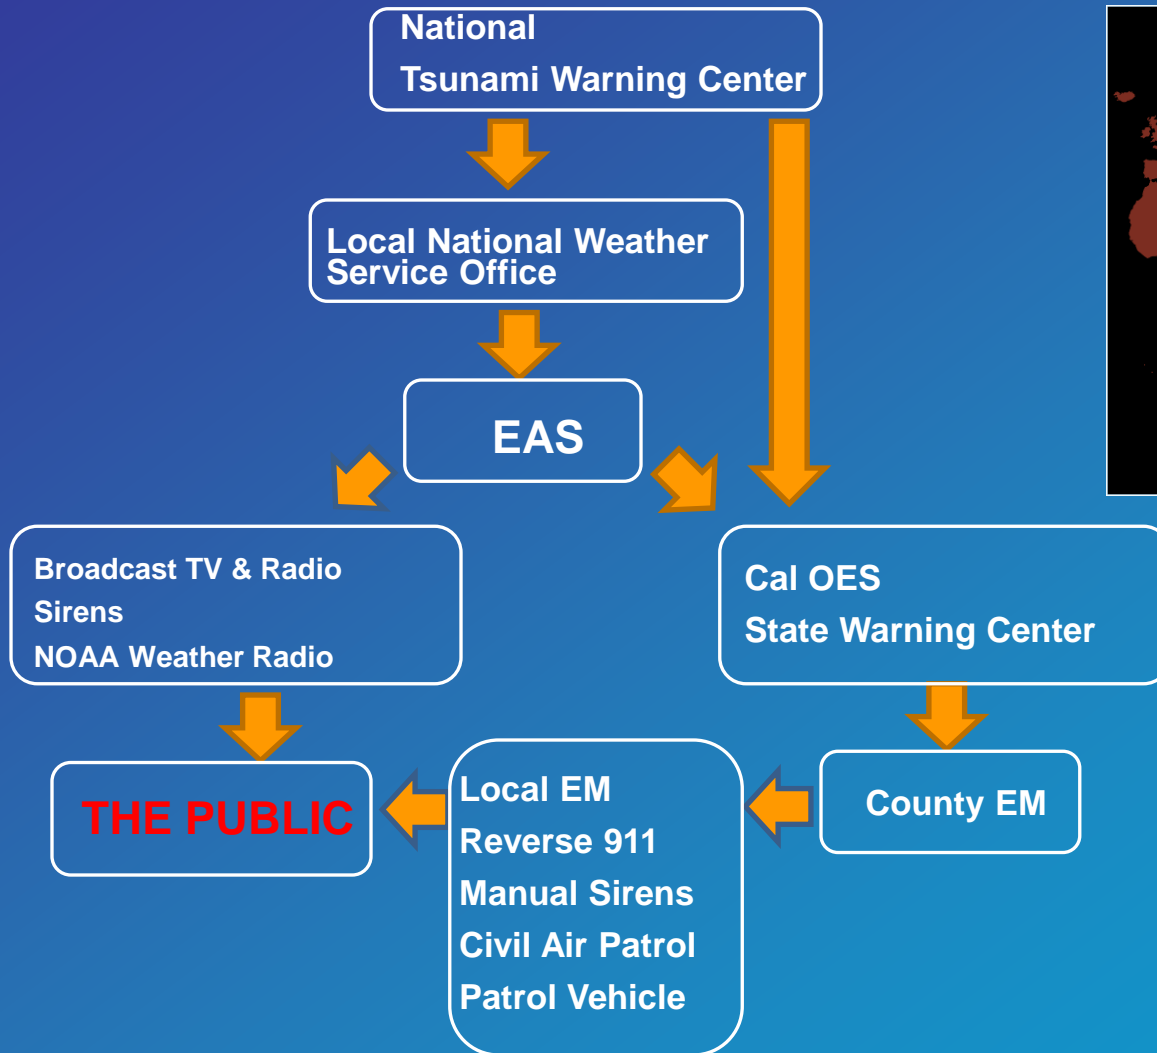 National
Tsunami Warning Center
Local National Weather
Service Office
EAS
Broadcast TV & Radio
Sirens
NOAA Weather Radio
Cal OES
State Warning Center
THE PUBLIC
Local EM
Reverse 911
Manual Sirens
Civil Air Patrol
Patrol Vehicle
County EM